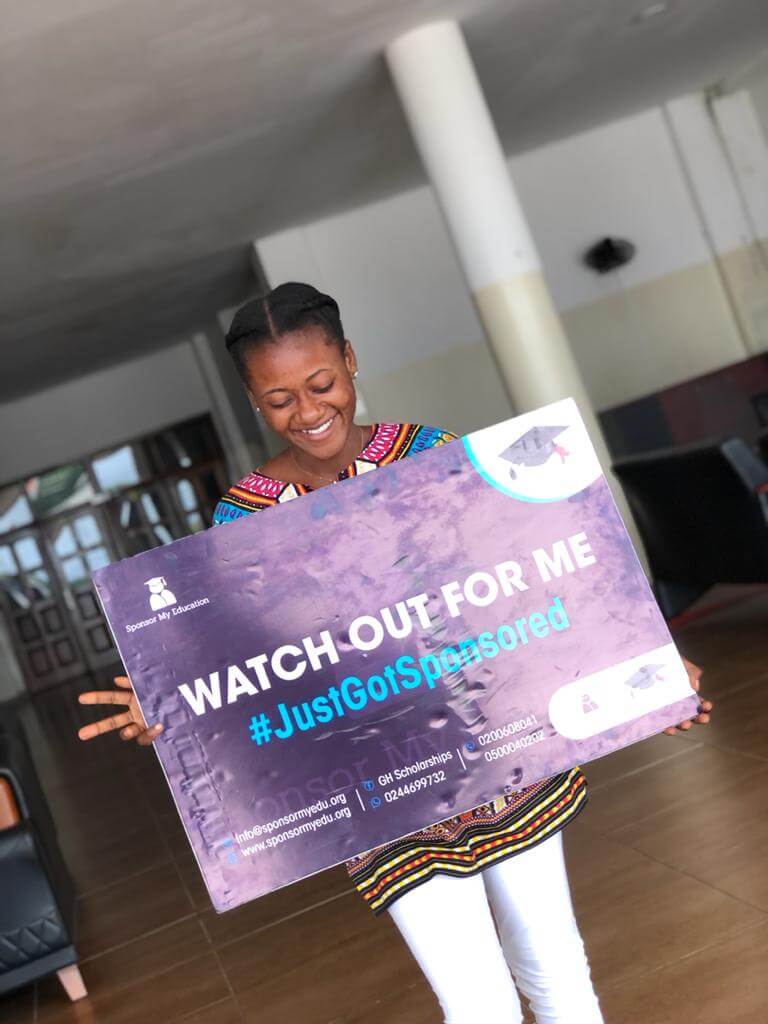 Sponsor My Education
WATCH OUT FOR ME
#JustGotSponsored
Info@sponsormyedu.org
www.sponsormyedu.org
GH Scholarships
0244699732
0200608041
0500040202